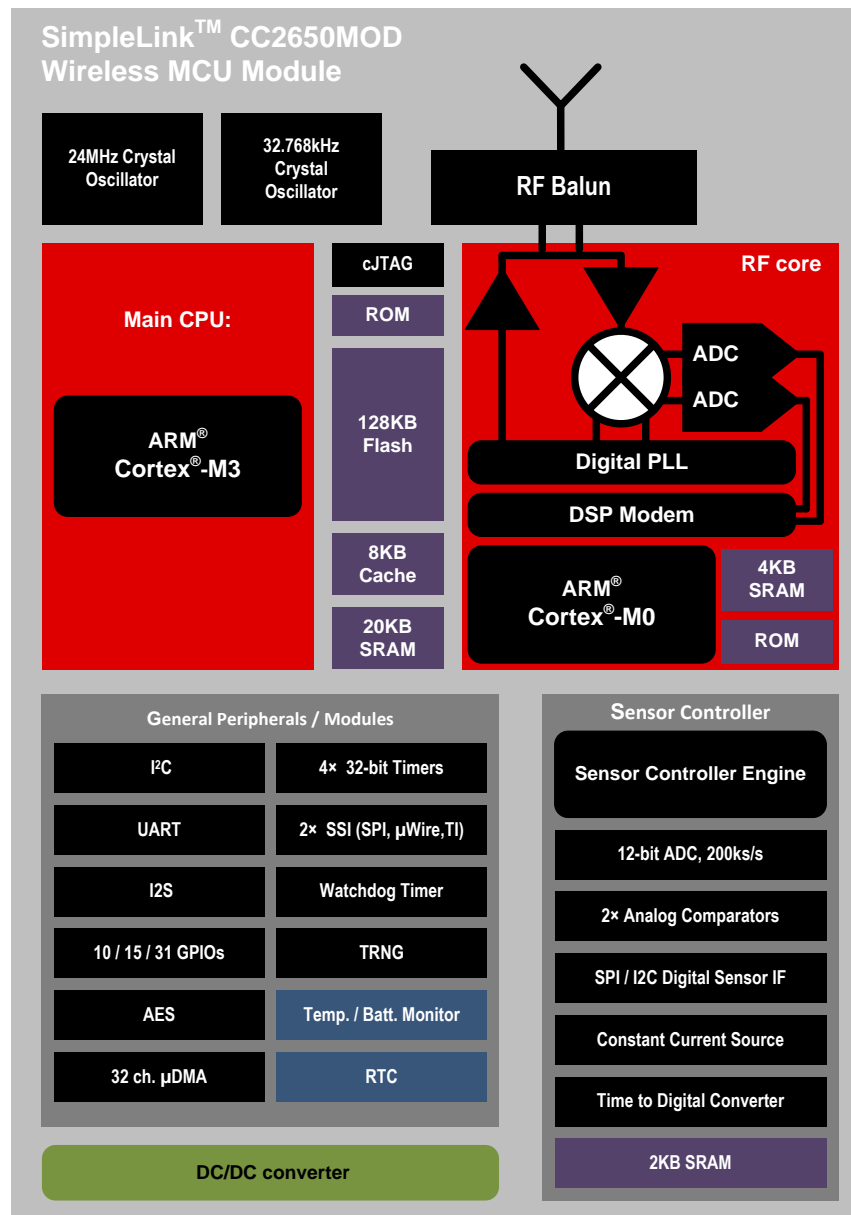 SimpleLink™ CC2650MOD
Wireless MCU Module
24MHz Crystal
Oscillator
32.768kHz
Crystal
Oscillator
RF Balun
Main CPU:
ARM®
Cortex®-M3
cJTAG
ROM
128KB
Flash
8KB
Cache
20KB
SRAM
RF core
ADC
ADC
Digital PLL
DSP Modem
ARM®
Cortex®-M0
4KB
SRAM
ROM
General Peripherals / Modules
I²C
4× 32-bit Timers
UART
2× SSI (SPI, µWire,TI)
I2S
Watchdog Timer
10 / 15 / 31 GPIOs
TRNG
AES
Temp. / Batt. Monitor
32 ch. µDMA
RTC
DC/DC converter
Sensor Controller
Sensor Controller Engine
12-bit ADC, 200ks/s
2× Analog Comparators
SPI / I2C Digital Sensor IF
Constant Current Source
Time to Digital Converter
2KB SRAM